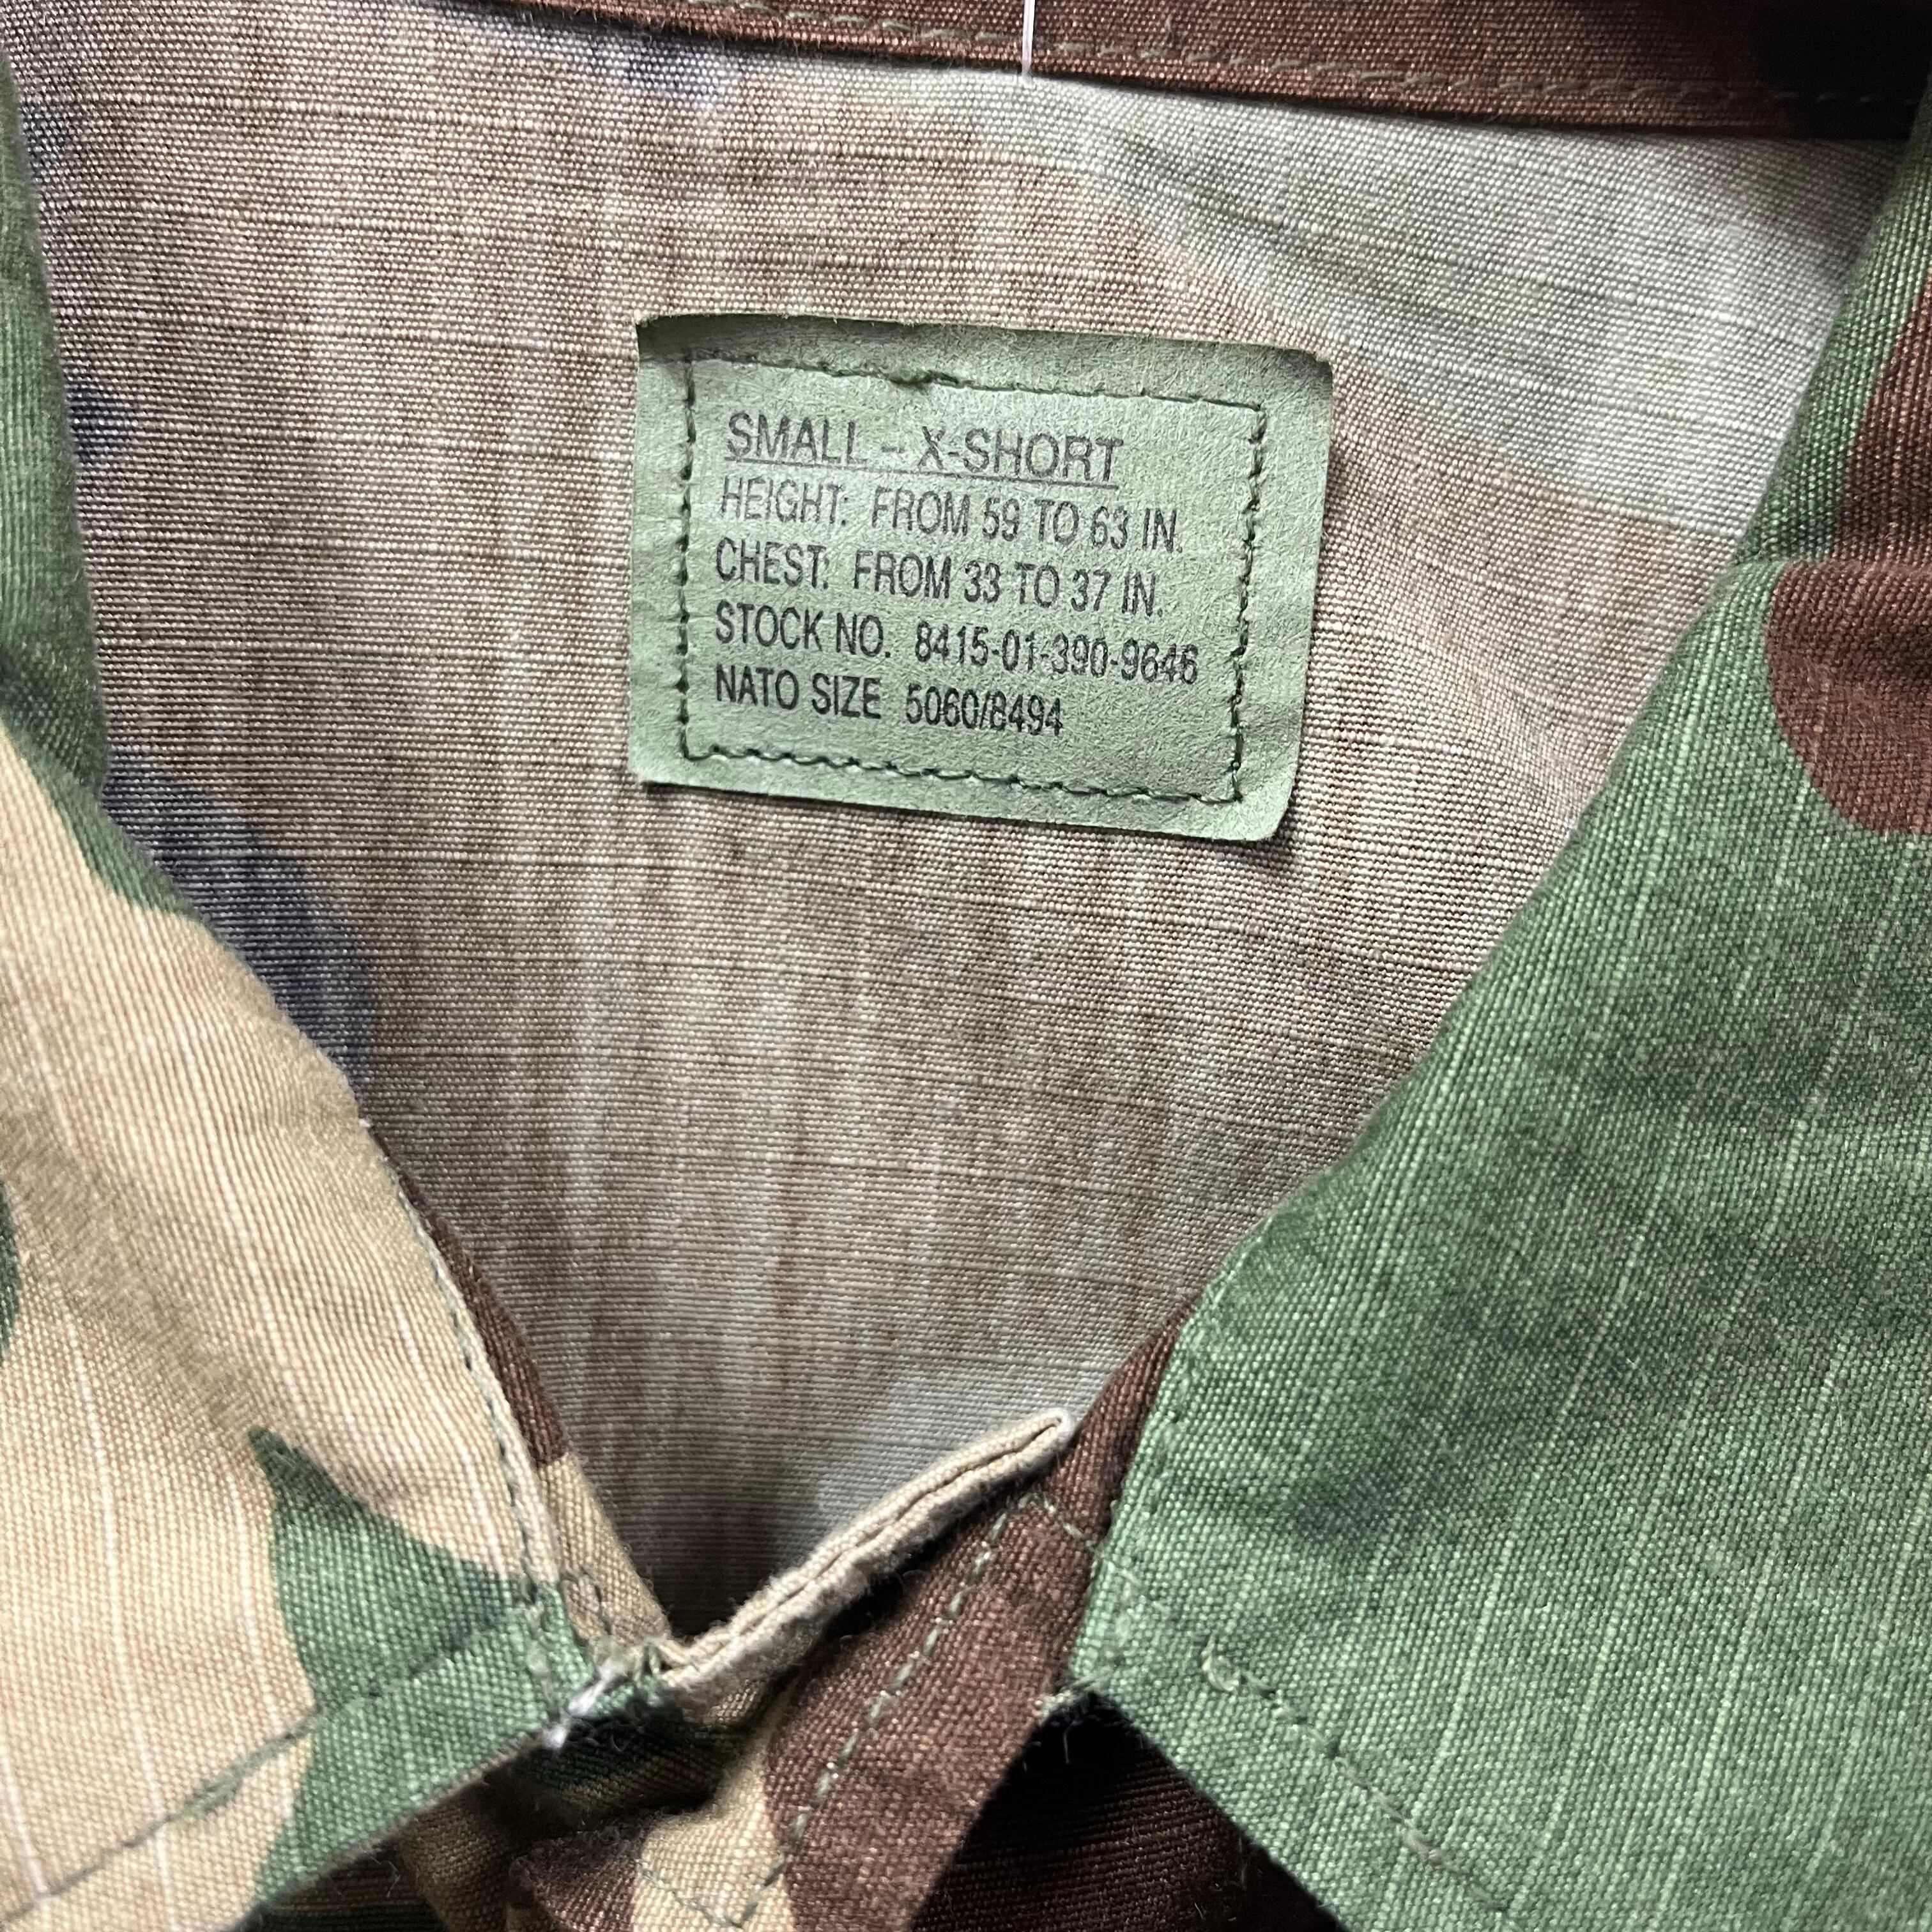 SMALL – X-SHORT
HEIGHT: FROM 59 TO 63 IN.
CHEST: FROM 33 TO 37 IN.
STOCK NO. 8415-01-390-9646
NATO SIZE 5060/8494